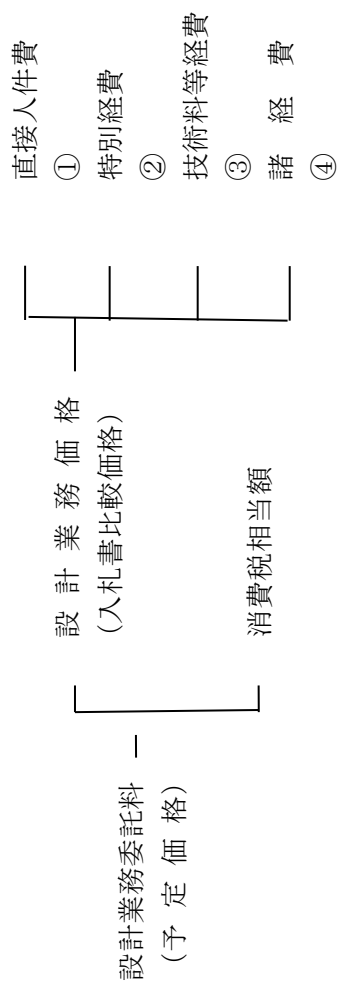 設計業務委託料
(予 定 価 格)
設 計 業 務 価 格
(入札書比較価格)
消費税相当額
直接人件費
①
特別経費
②
技術料等経費
③
諸 経 費
④